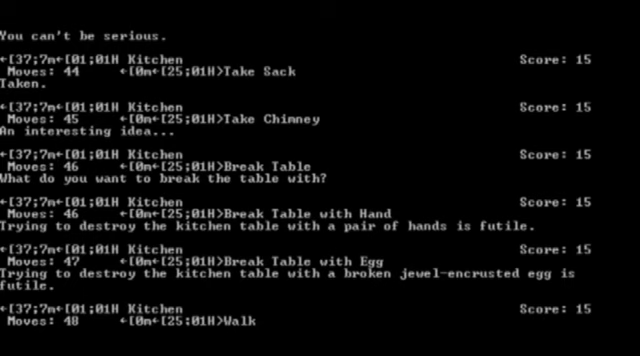 You can't be serious.
←[37;7m←[01;01H Kitchen Score: 15
Moves: 44 ←[0m←[25;01H>Take Sack
Taken.
←[37;7m←[01;01H Kitchen Score: 15
Moves: 45 ←[0m←[25;01H>Take Chimney
An interesting idea...
←[37;7m←[01;01H Kitchen Score: 15
Moves: 46 ←[0m←[25;01H>Break Table
What do you want to break the table with?
←[37;7m←[01;01H Kitchen Score: 15
Moves: 46 ←[0m←[25;01H>Break Table with Hand
Trying to destroy the kitchen table with a pair of hands is futile.
←[37;7m←[01;01H Kitchen Score: 15
Moves: 47 ←[0m←[25;01H>Break Table with Egg
Trying to destroy the kitchen table with a broken jewel-encrusted egg is
futile.
←[37;7m←[01;01H Kitchen Score: 15
Moves: 48 ←[0m←[25;01H>Walk